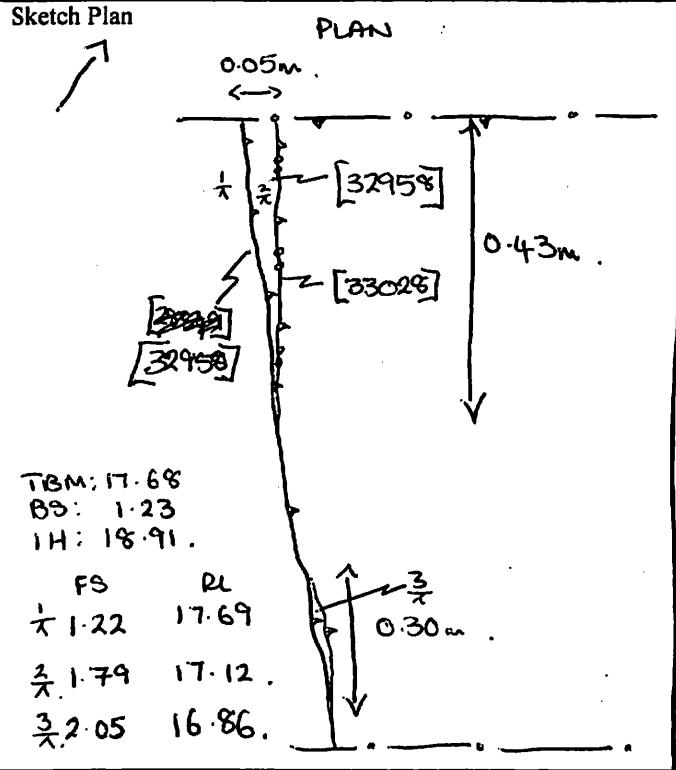 Sketch Plan
PLAN
0.05m.
1/⊼ 2/⊼ [32958]
0.43m.
[33028]
[32958]
TBM: 17.68
BS: 1.23
IH: 18.91.
FS RL
1/⊼ 1.22 17.69
2/⊼. 1.79 17.12.
3/⊼. 2.05 16.86.
3/⊼
0.30m.